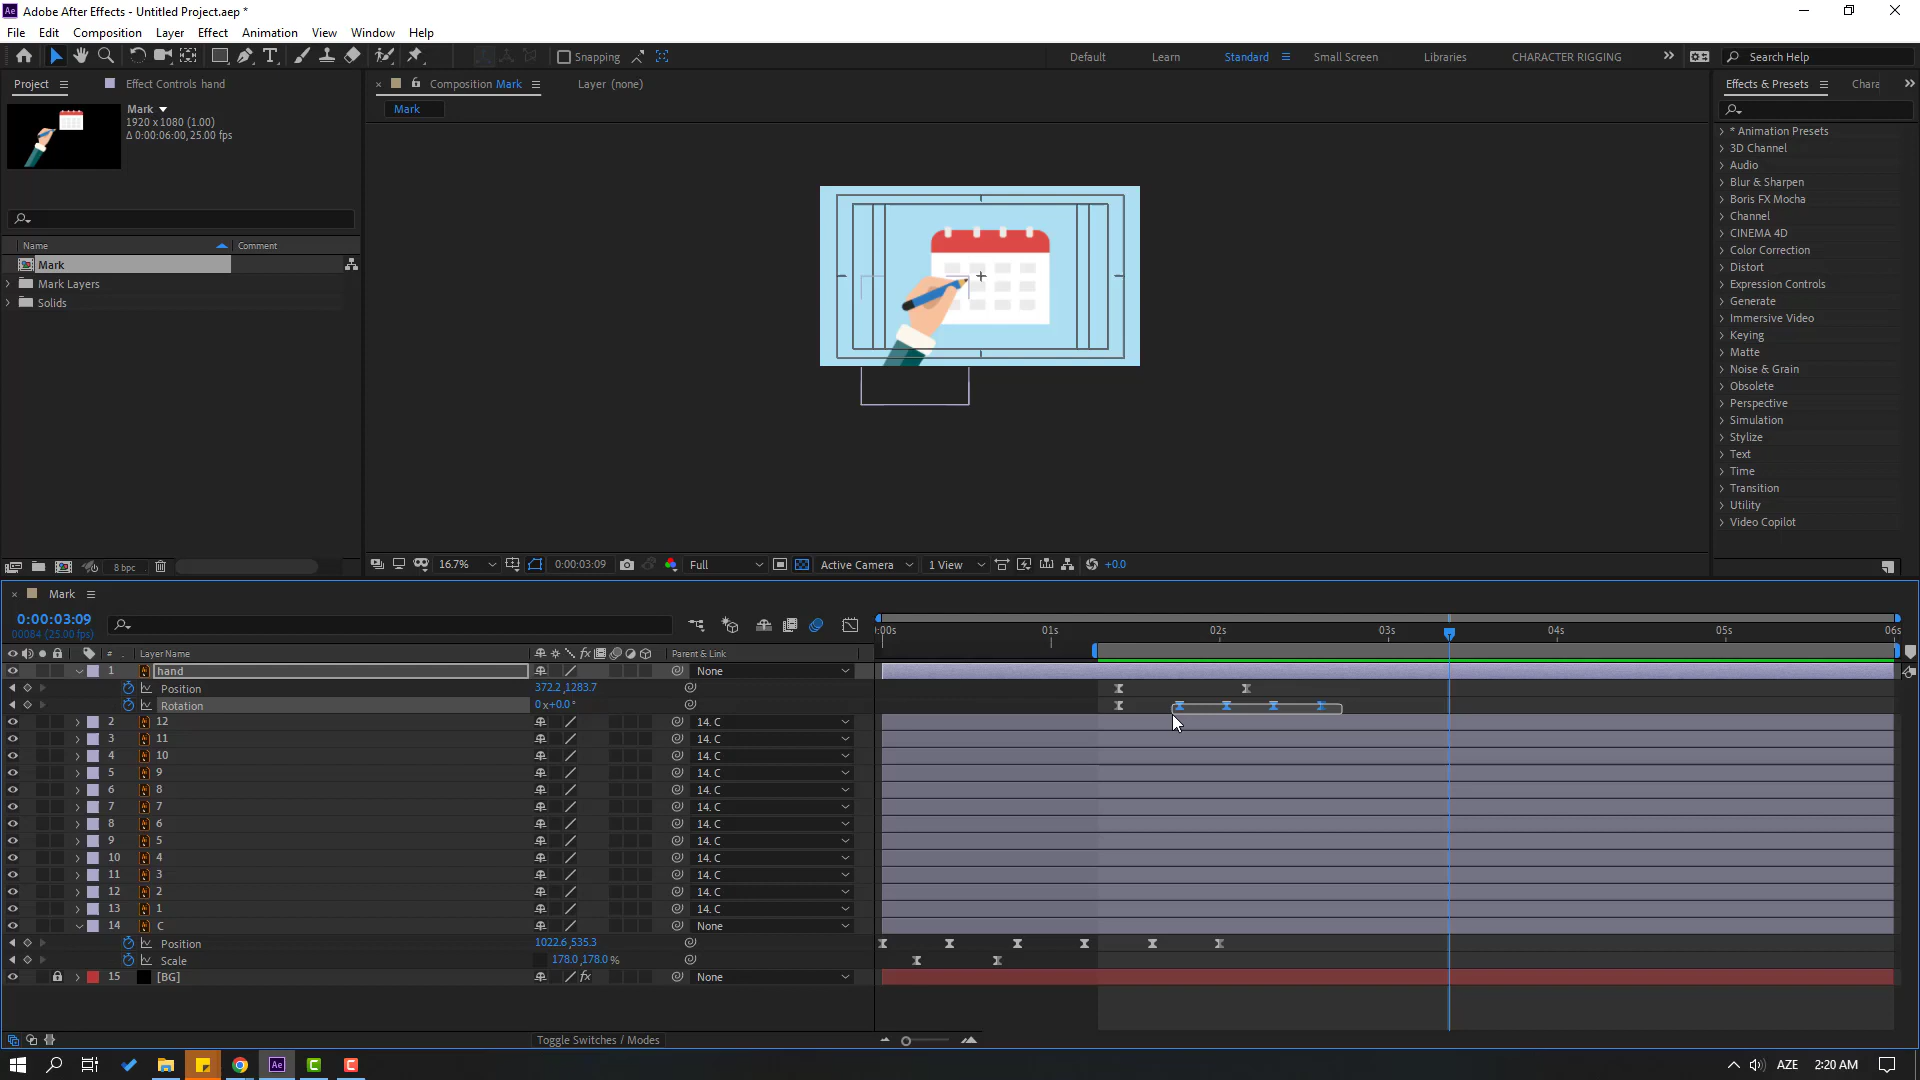 Adobe After Effects - Untitled Project.aep *
File Edit Composition Layer Effect Animation View Window Help
Snapping Default Learn Standard Small Screen Libraries CHARACTER RIGGING Search Help
Project Effect Controls hand Composition Mark Layer (none) Effects & Presets Chara
Mark
1920 x 1080 (1.00)
Δ 0:00:06:00, 25.00 fps
Mark
Name Comment
Mark
Mark Layers
Solids
* Animation Presets
3D Channel
Audio
Blur & Sharpen
Boris FX Mocha
Channel
CINEMA 4D
Color Correction
Distort
Expression Controls
Generate
Immersive Video
Keying
Matte
Noise & Grain
Obsolete
Perspective
Simulation
Stylize
Text
Time
Transition
Utility
Video Copilot
8 bpc 16.7% 0:00:03:09 Full Active Camera 1 View +0.0
Mark
0:00:03:09
00084 (25.00 fps)
:00s 01s 02s 03s 04s 05s 06s
# . Layer Name fx Parent & Link
1 hand None
Position 372.2 ,1283.7
Rotation 0 x+0.0 °
2 12 14. C
3 11 14. C
4 10 14. C
5 9 14. C
6 8 14. C
7 7 14. C
8 6 14. C
9 5 14. C
10 4 14. C
11 3 14. C
12 2 14. C
13 1 14. C
14 C None
Position 1022.6 ,535.3
Scale 178.0 ,178.0 %
15 [BG] fx None
Toggle Switches / Modes
Ae AZE 2:20 AM